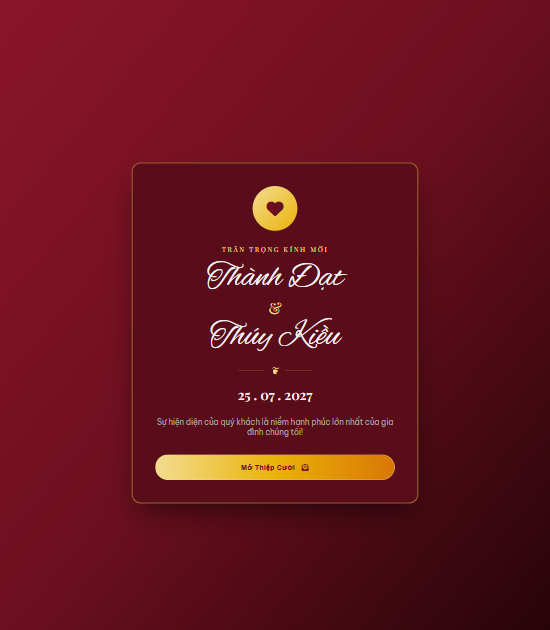 TRÂN TRỌNG KÍNH MỜI
Thành Đạt
&
Thúy Kiều
25 . 07 . 2027
Sự hiện diện của quý khách là niềm hạnh phúc lớn nhất của gia
đình chúng tôi!
Mở Thiệp Cưới